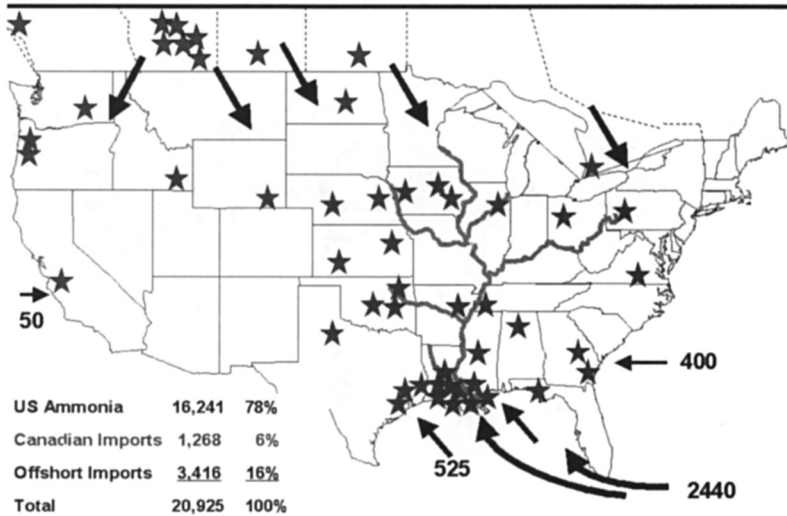 50
400
525
2440
US Ammonia 16,241 78%
Canadian Imports 1,268 6%
Offshort Imports 3,416 16%
Total 20,925 100%